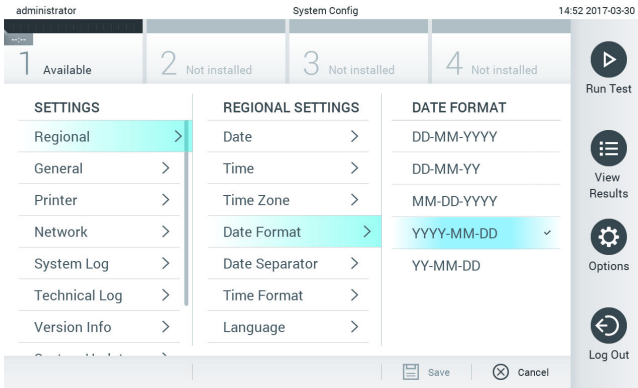 administrator System Config 14:52 2017-03-30
--:--
1 Available 2 Not installed 3 Not installed 4 Not installed
Run Test
SETTINGS REGIONAL SETTINGS DATE FORMAT
Regional Date DD-MM-YYYY
General Time DD-MM-YY
Printer Time Zone MM-DD-YYYY
Network Date Format YYYY-MM-DD
System Log Date Separator YY-MM-DD
Technical Log Time Format
Version Info Language
View
Results
Options
Log Out
Save Cancel